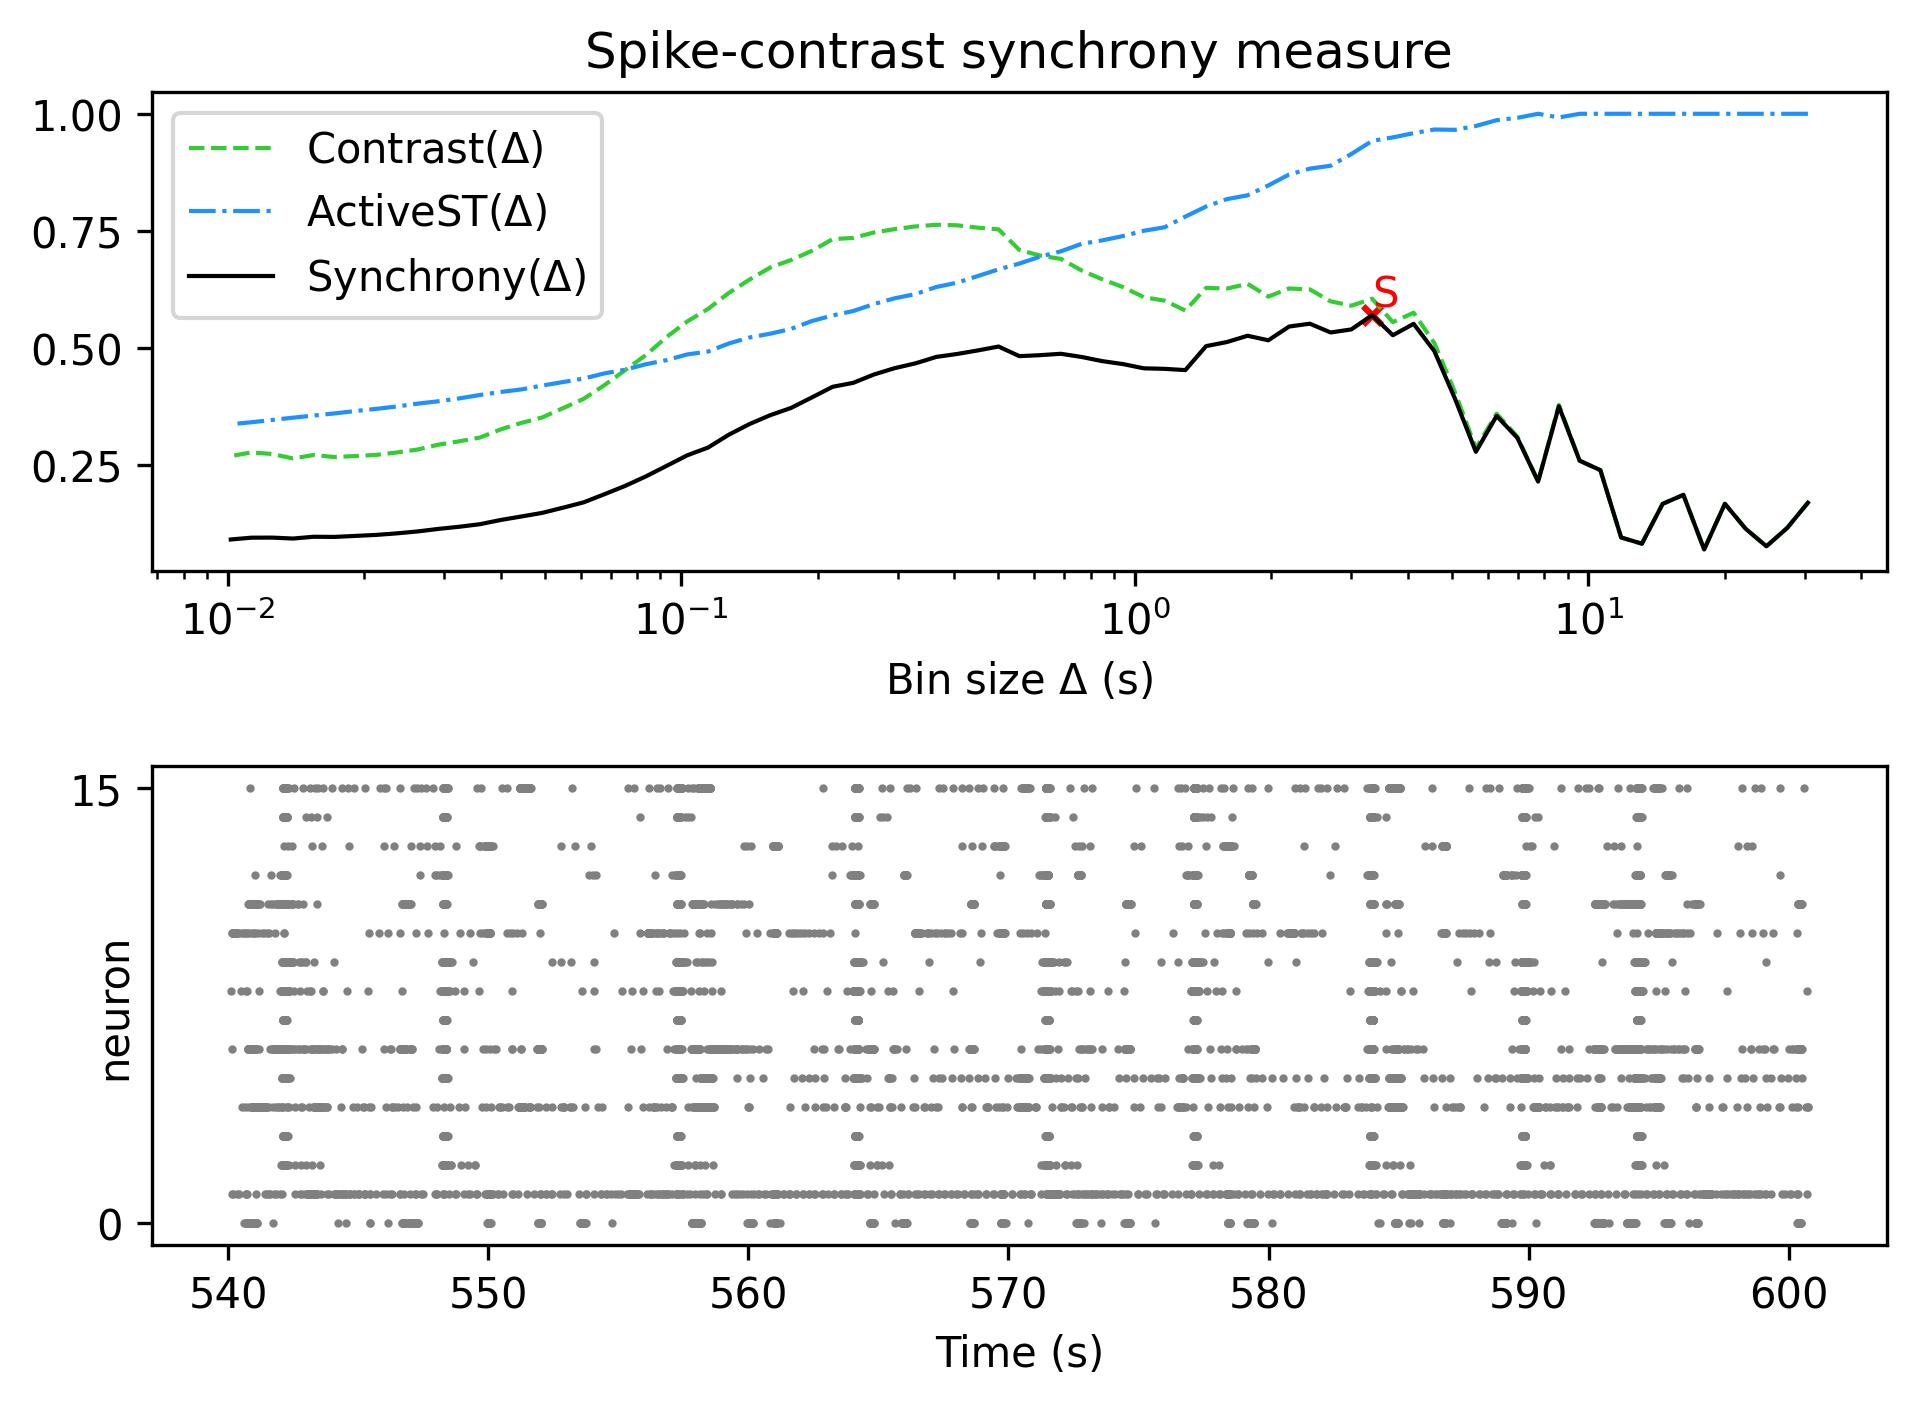 Spike-contrast synchrony measure
1.00
0.75
0.50
0.25
Contrast(Δ)
ActiveST(Δ)
Synchrony(Δ)
S
10⁻² 10⁻¹ 10⁰ 10¹
Bin size Δ (s)
15
0
neuron
540 550 560 570 580 590 600
Time (s)